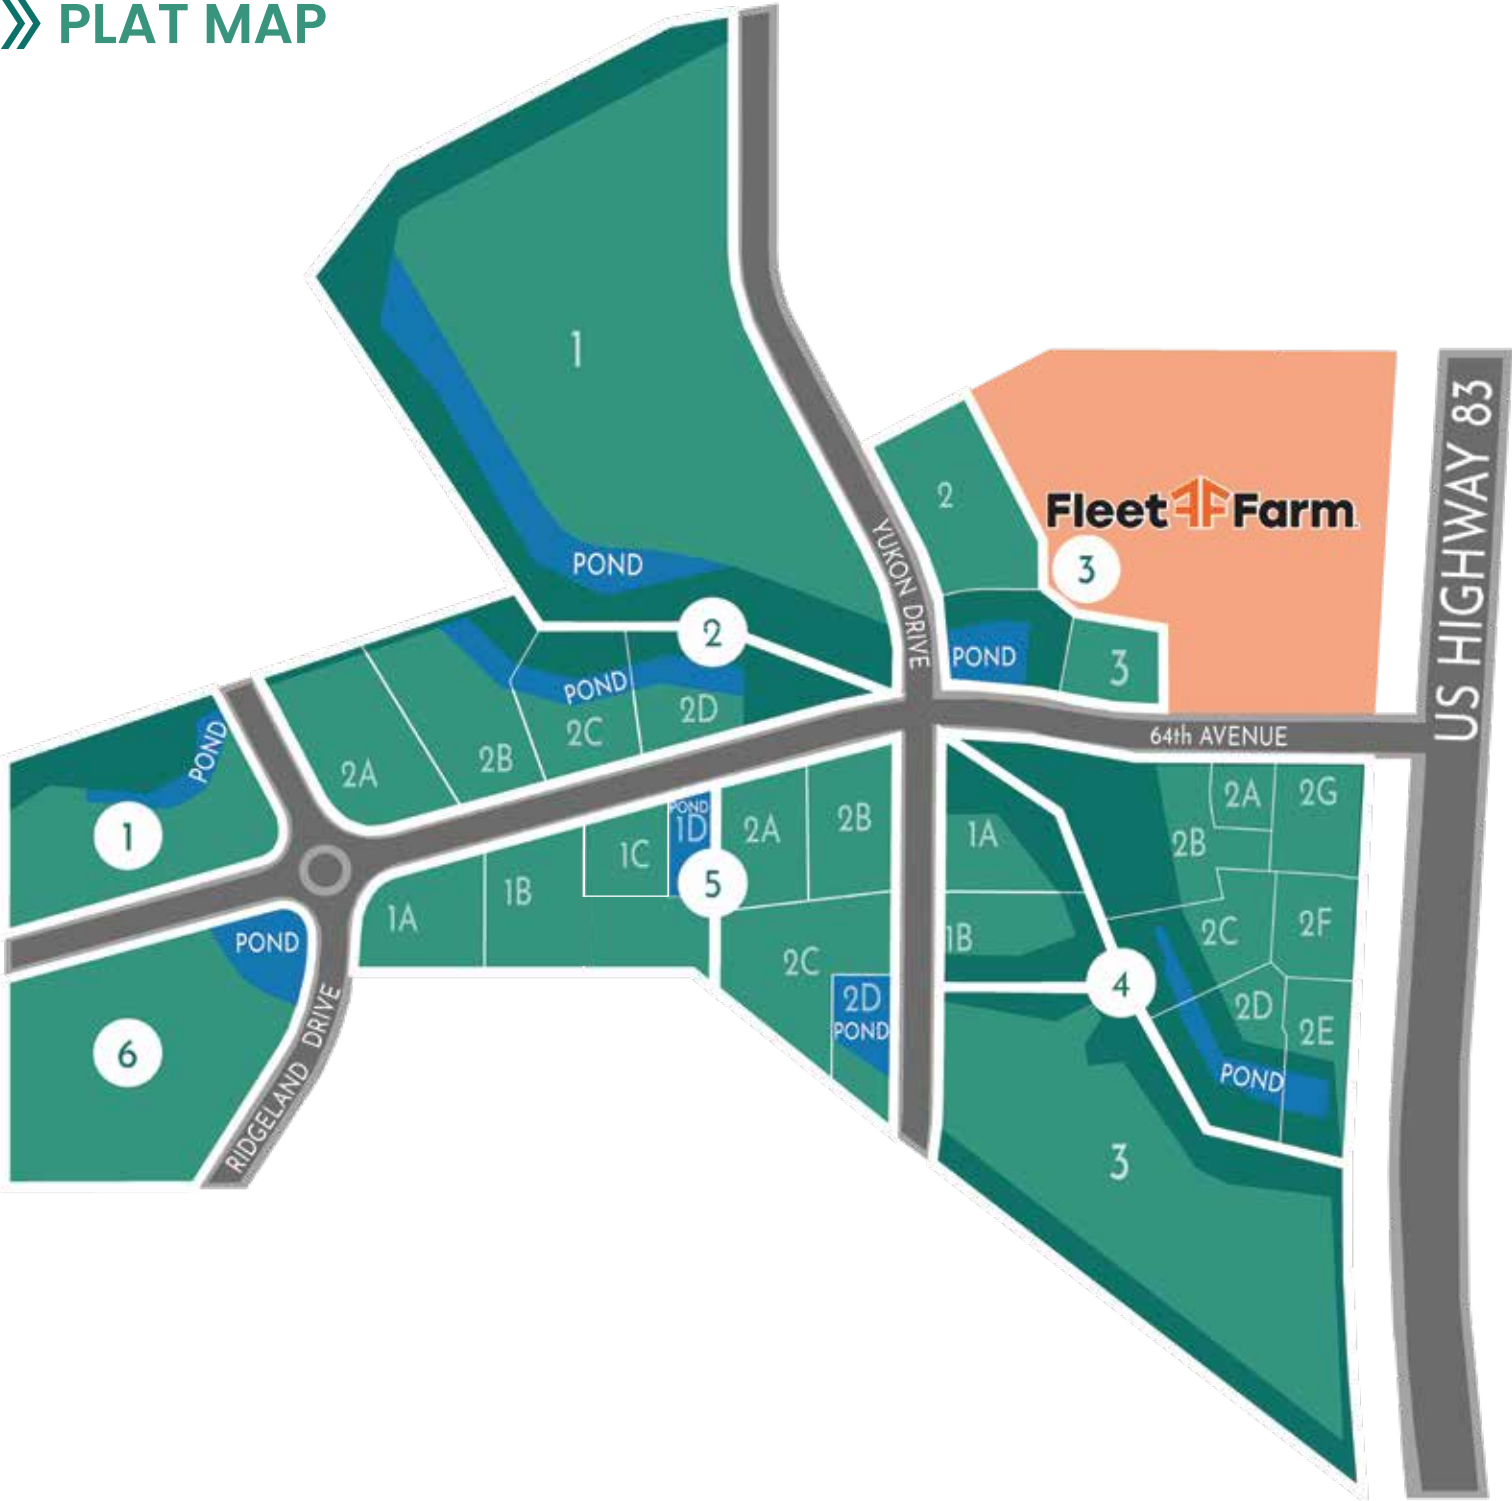 PLAT MAP
1
POND
2
2A
2B
POND
2C
2D
POND
1
YUKON DRIVE
2
Fleet Farm
3
POND
3
US HIGHWAY 83
64th AVENUE
1A
1B
1C
POND
1D
5
2A
2B
2C
2D
POND
1A
1B
4
2A
2G
2B
2C
2F
2D
2E
POND
3
POND
6
RIDGELAND DRIVE